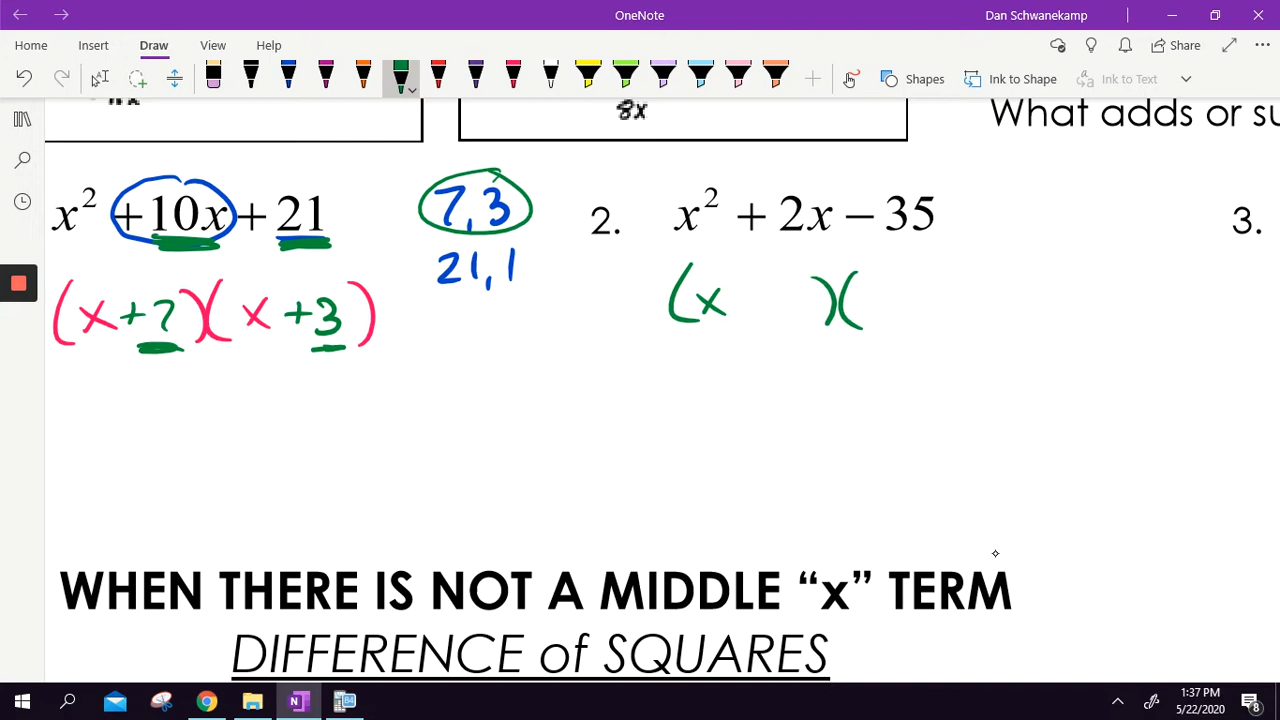 OneNote
Dan Schwanekamp
Home Insert Draw View Help
Share
Shapes
Ink to Shape
Ink to Text
8x
What adds or su
x² +10x + 21
7, 3
21, 1
(x +7)(x +3)
2. x² + 2x − 35
(x )(
3.
WHEN THERE IS NOT A MIDDLE “x” TERM
DIFFERENCE of SQUARES
1:37 PM
5/22/2020
8